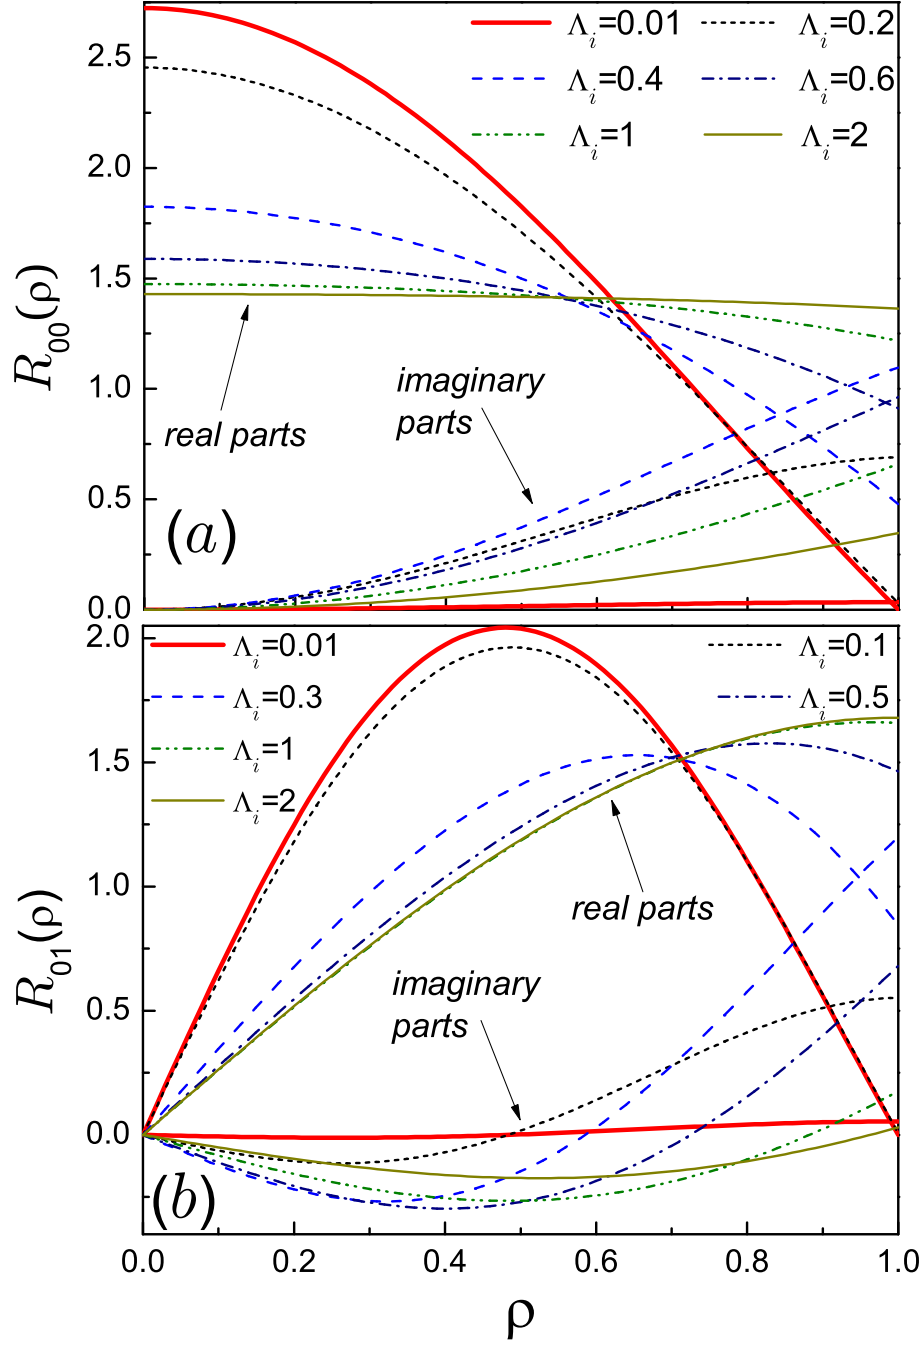 Λi=0.01 Λi=0.2
Λi=0.4 Λi=0.6
Λi=1 Λi=2
2.5
2.0
1.5
1.0
0.5
0.0
R00(ρ)
imaginary
parts
real parts
(a)
Λi=0.01 Λi=0.1
Λi=0.3 Λi=0.5
Λi=1
Λi=2
2.0
1.5
1.0
0.5
0.0
R01(ρ)
real parts
imaginary
parts
(b)
0.0 0.2 0.4 0.6 0.8 1.0
ρ